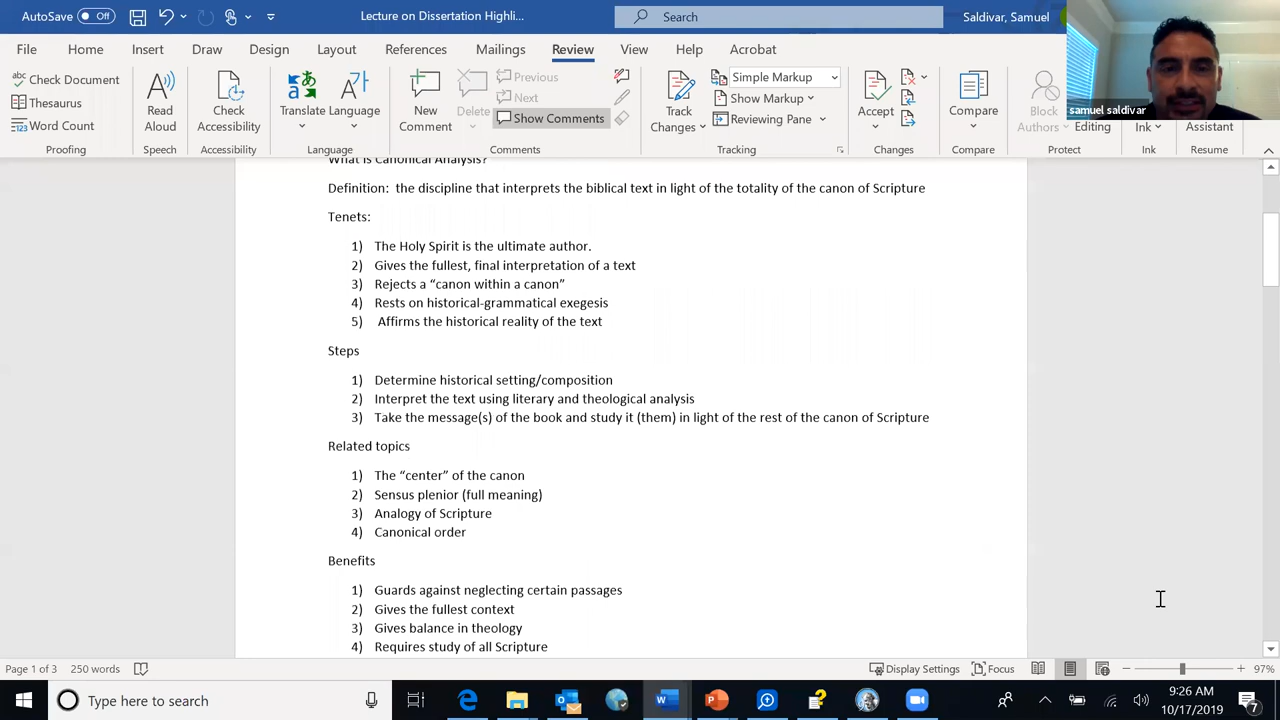 AutoSave Off Lecture on Dissertation Highli... Search Saldivar, Samuel
File Home Insert Draw Design Layout References Mailings Review View Help Acrobat
samuel saldivar
abc Check Document
Thesaurus
Word Count
Proofing
Read Aloud
Speech
Check Accessibility
Accessibility
Translate Languages
Language
New Comment
Delete
Previous
Next
Show Comments
Comments
Track Changes
Simple Markup
Show Markup
Reviewing Pane
Tracking
Accept
Changes
Compare
Compare
Block Authors
Editing
Protect
Ink
Ink
Assistant
Resume
What is Canonical Analysis?
Definition: the discipline that interprets the biblical text in light of the totality of the canon of Scripture
Tenets:
1) The Holy Spirit is the ultimate author.
2) Gives the fullest, final interpretation of a text
3) Rejects a “canon within a canon”
4) Rests on historical-grammatical exegesis
5) Affirms the historical reality of the text
Steps
1) Determine historical setting/composition
2) Interpret the text using literary and theological analysis
3) Take the message(s) of the book and study it (them) in light of the rest of the canon of Scripture
Related topics
1) The “center” of the canon
2) Sensus plenior (full meaning)
3) Analogy of Scripture
4) Canonical order
Benefits
1) Guards against neglecting certain passages
2) Gives the fullest context
3) Gives balance in theology
4) Requires study of all Scripture
Page 1 of 3 250 words Display Settings Focus 97%
Type here to search
9:26 AM
10/17/2019
7